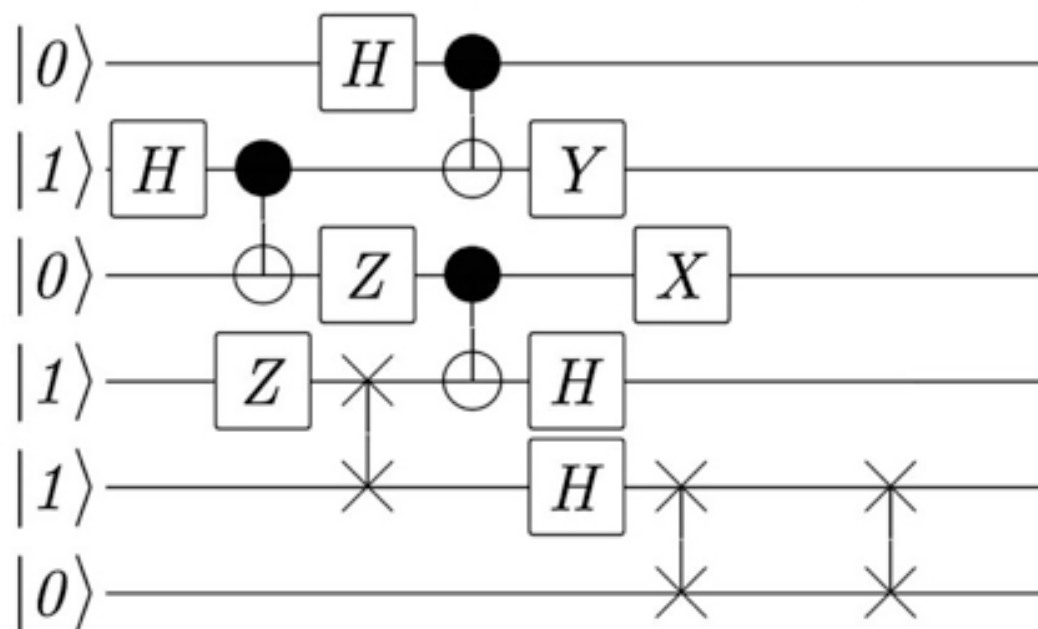 |0⟩ H
|1⟩ H Y
|0⟩ Z X
|1⟩ Z H
|1⟩ H
|0⟩